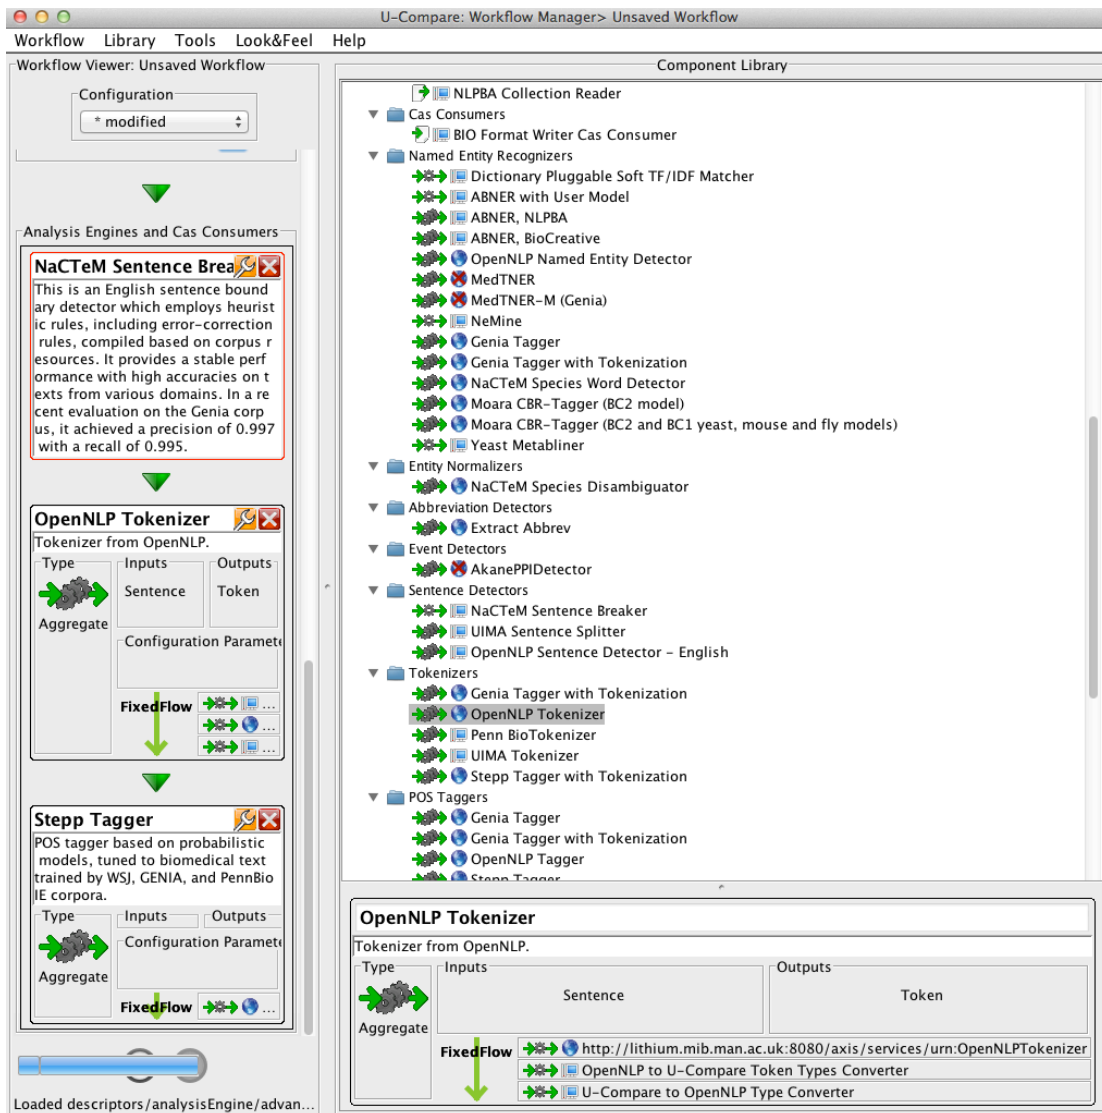 U-Compare: Workflow Manager> Unsaved Workflow
Workflow Library Tools Look&Feel Help
Workflow Viewer: Unsaved Workflow
Configuration
* modified
Analysis Engines and Cas Consumers
NaCTeM Sentence Brea
This is an English sentence bound
ary detector which employs heurist
ic rules, including error-correction
rules, compiled based on corpus r
esources. It provides a stable perf
ormance with high accuracies on t
exts from various domains. In a re
cent evaluation on the Genia corp
us, it achieved a precision of 0.997
with a recall of 0.995.
OpenNLP Tokenizer
Tokenizer from OpenNLP.
Type Inputs Outputs
Sentence Token
Aggregate
Configuration Paramete
FixedFlow
...
...
...
Stepp Tagger
POS tagger based on probabilistic
models, tuned to biomedical text
trained by WSJ, GENIA, and PennBio
IE corpora.
Type Inputs Outputs
Configuration Paramete
Aggregate
FixedFlow ...
Loaded descriptors/analysisEngine/advan...
Component Library
NLPBA Collection Reader
Cas Consumers
BIO Format Writer Cas Consumer
Named Entity Recognizers
Dictionary Pluggable Soft TF/IDF Matcher
ABNER with User Model
ABNER, NLPBA
ABNER, BioCreative
OpenNLP Named Entity Detector
MedTNER
MedTNER-M (Genia)
NeMine
Genia Tagger
Genia Tagger with Tokenization
NaCTeM Species Word Detector
Moara CBR-Tagger (BC2 model)
Moara CBR-Tagger (BC2 and BC1 yeast, mouse and fly models)
Yeast Metabliner
Entity Normalizers
NaCTeM Species Disambiguator
Abbreviation Detectors
Extract Abbrev
Event Detectors
AkanePPIDetector
Sentence Detectors
NaCTeM Sentence Breaker
UIMA Sentence Splitter
OpenNLP Sentence Detector - English
Tokenizers
Genia Tagger with Tokenization
OpenNLP Tokenizer
Penn BioTokenizer
UIMA Tokenizer
Stepp Tagger with Tokenization
POS Taggers
Genia Tagger
Genia Tagger with Tokenization
OpenNLP Tagger
Stepp Tagger
OpenNLP Tokenizer
Tokenizer from OpenNLP.
Type Inputs Outputs
Sentence Token
Aggregate
FixedFlow
http://lithium.mib.man.ac.uk:8080/axis/services/urn:OpenNLPTokenizer
OpenNLP to U-Compare Token Types Converter
U-Compare to OpenNLP Type Converter